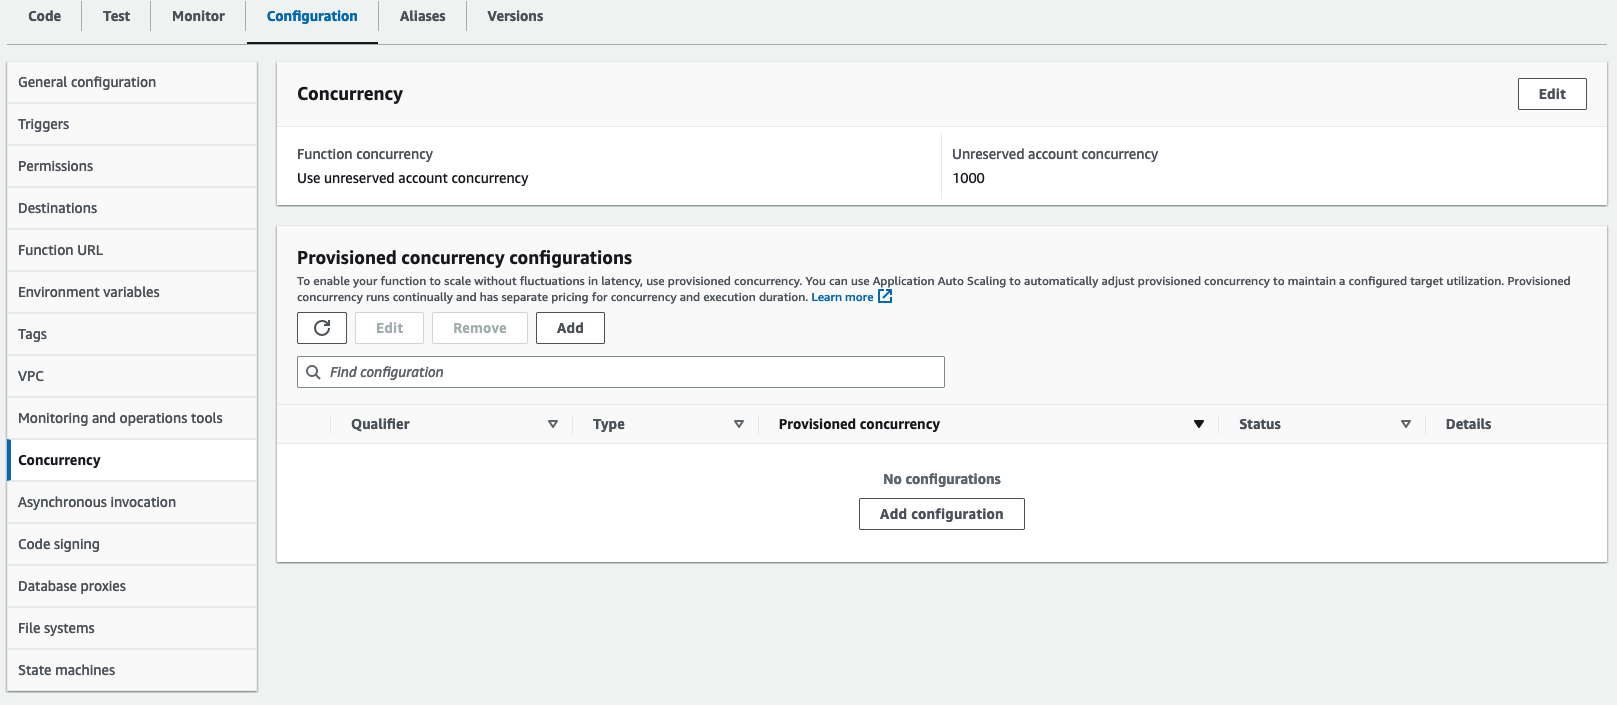 Code Test Monitor Configuration Aliases Versions
General configuration
Triggers
Permissions
Destinations
Function URL
Environment variables
Tags
VPC
Monitoring and operations tools
Concurrency
Asynchronous invocation
Code signing
Database proxies
File systems
State machines
Concurrency
Edit
Function concurrency
Use unreserved account concurrency
Unreserved account concurrency
1000
Provisioned concurrency configurations
To enable your function to scale without fluctuations in latency, use provisioned concurrency. You can use Application Auto Scaling to automatically adjust provisioned concurrency to maintain a configured target utilization. Provisioned
concurrency runs continually and has separate pricing for concurrency and execution duration. Learn more
Edit Remove Add
Find configuration
Qualifier Type Provisioned concurrency Status Details
No configurations
Add configuration